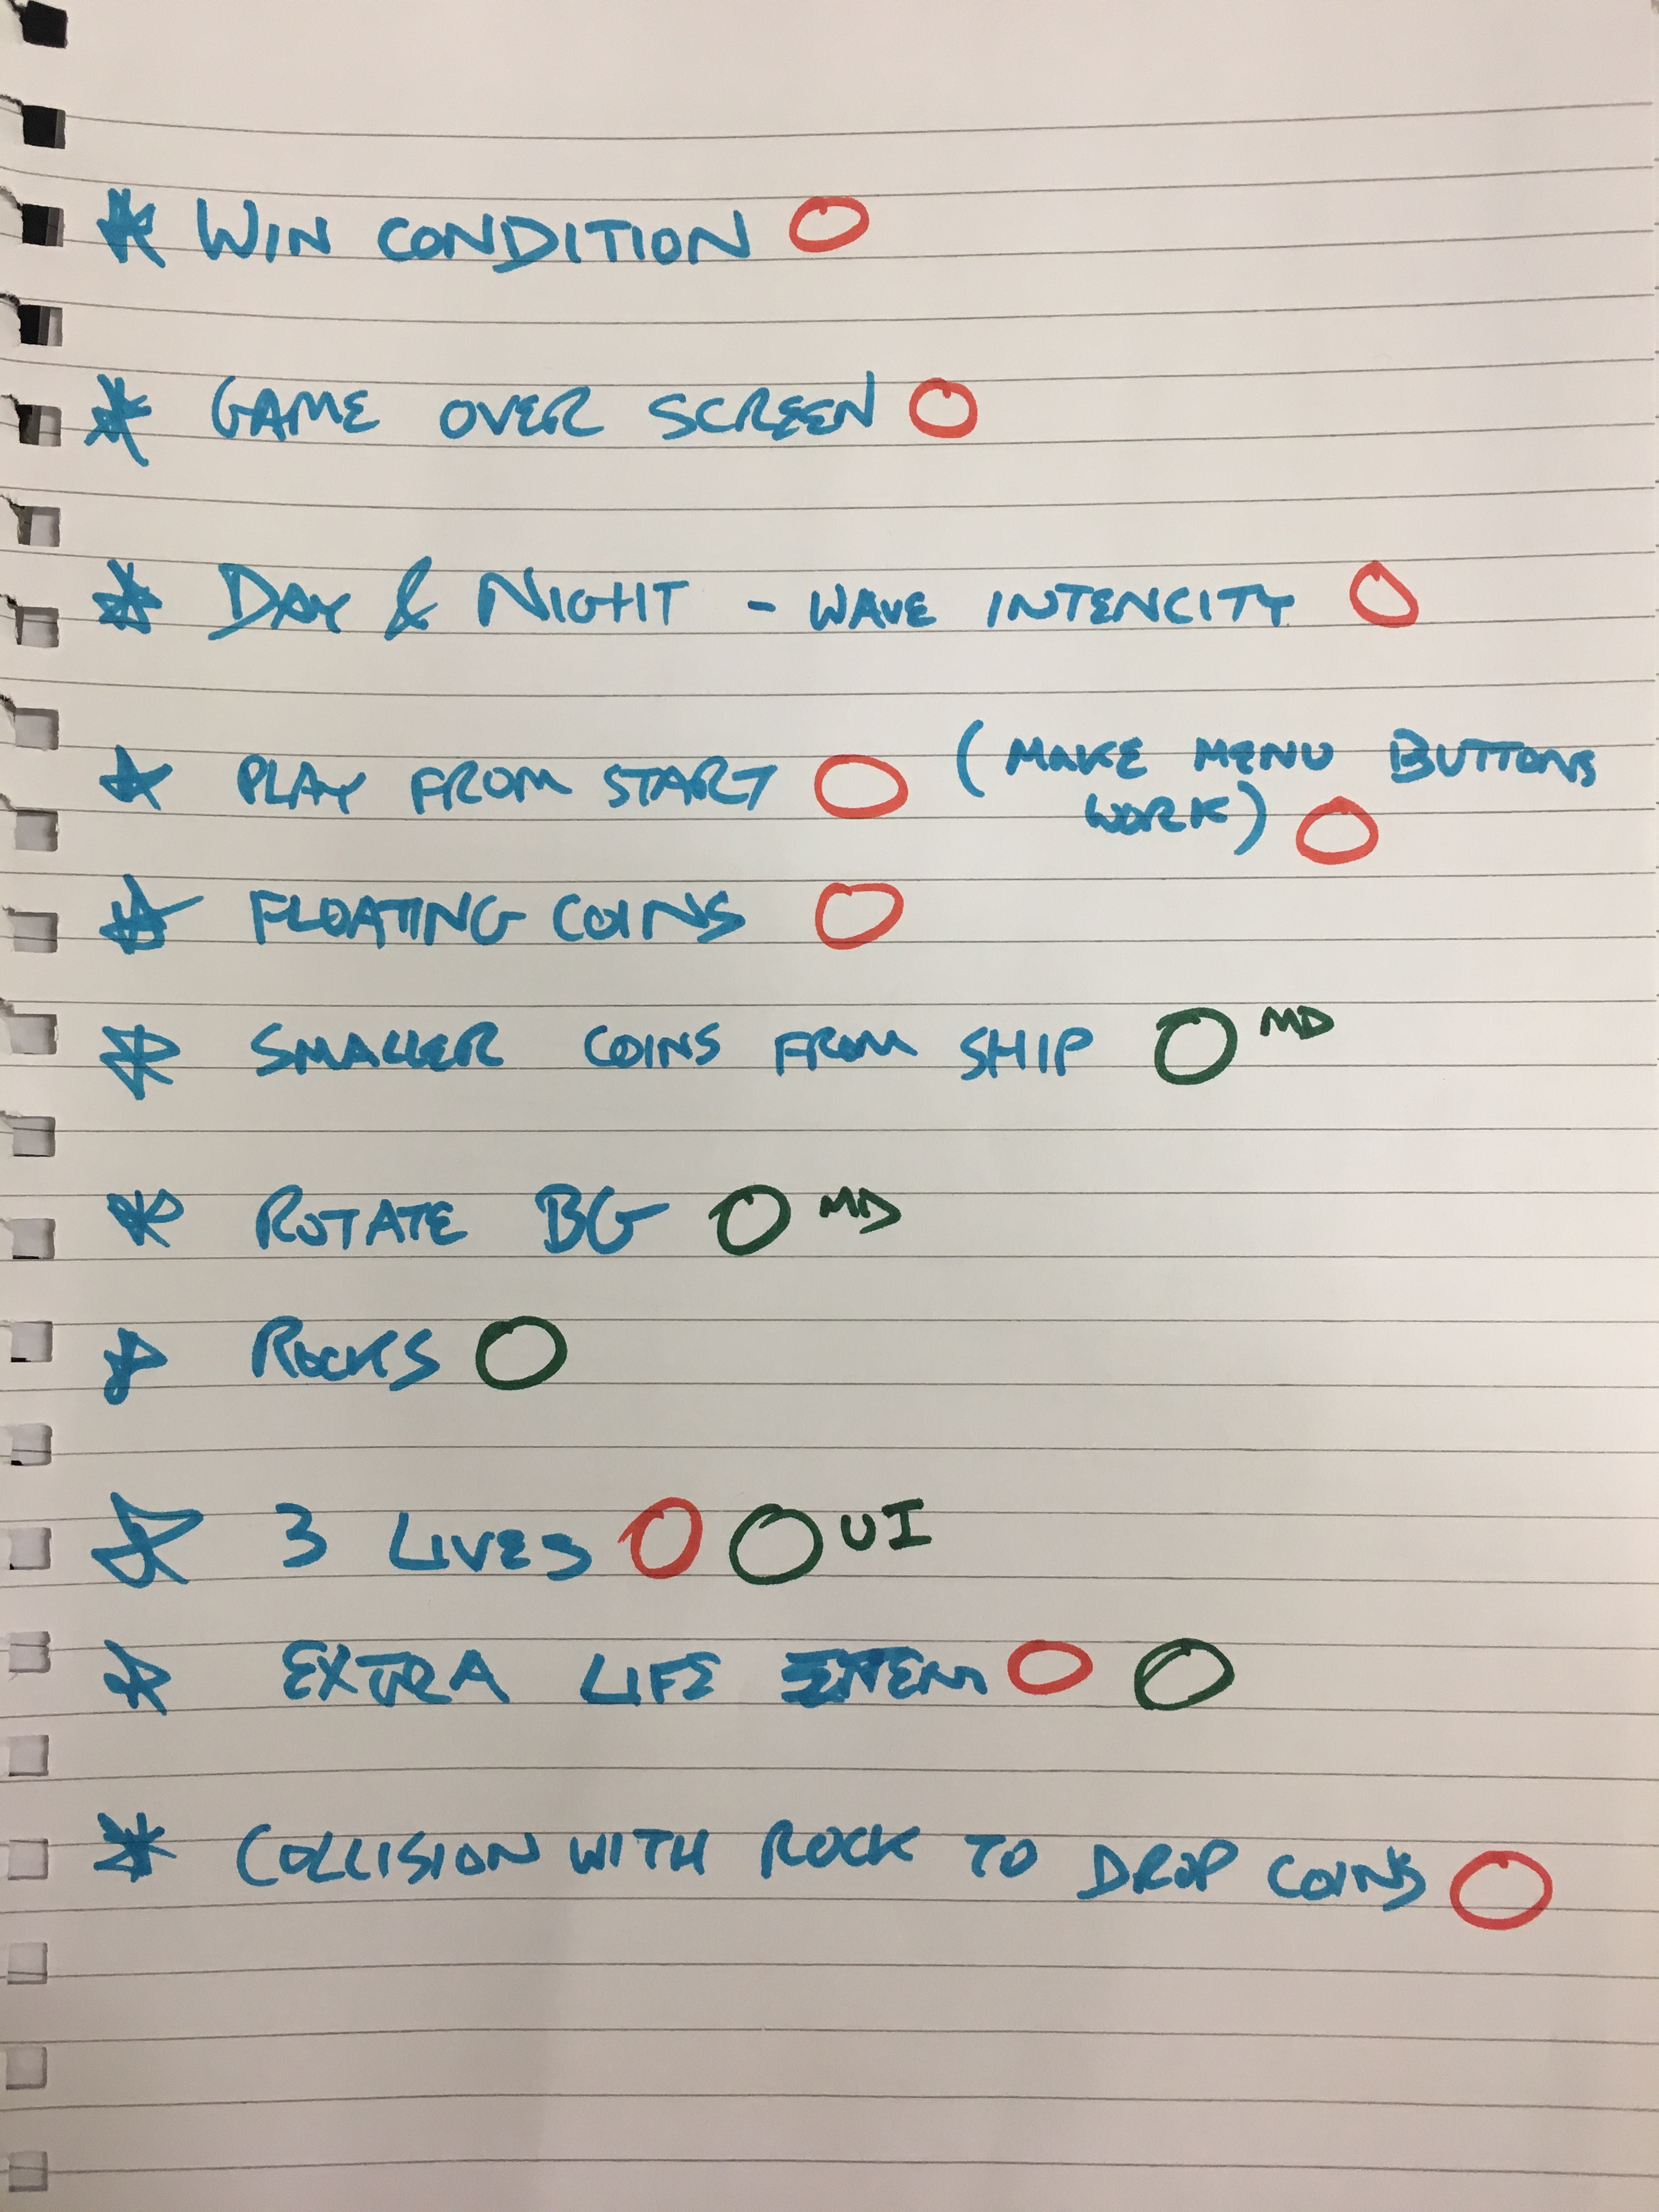 * WIN CONDITION
* GAME OVER SCREEN
* DAY & NIGHT - WAVE INTENCITY
* PLAY FROM START (MAKE MENU BUTTONS
WORK)
* FLOATING COINS
* SMALLER COINS FROM SHIP MD
* ROTATE BG MD
* ROCKS
* 3 LIVES UI
* EXTRA LIFE ITEM
* COLLISION WITH ROCK TO DROP COINS